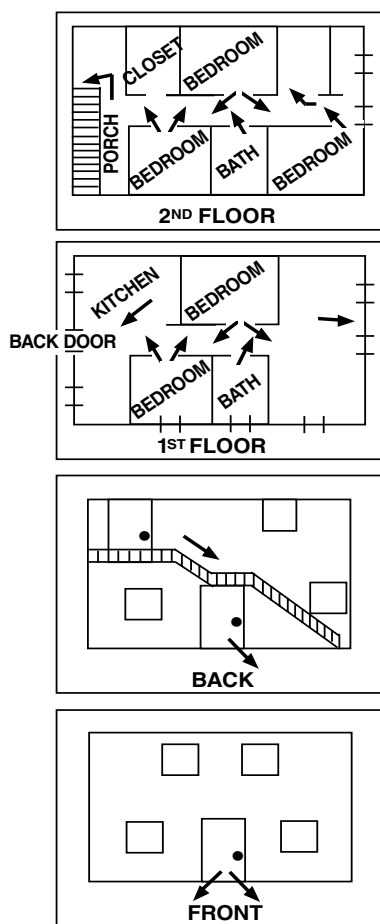 CLOSET
BEDROOM
PORCH
BEDROOM
BATH
BEDROOM
2ND FLOOR
KITCHEN
BEDROOM
BACK DOOR
BEDROOM
BATH
1ST FLOOR
BACK
FRONT